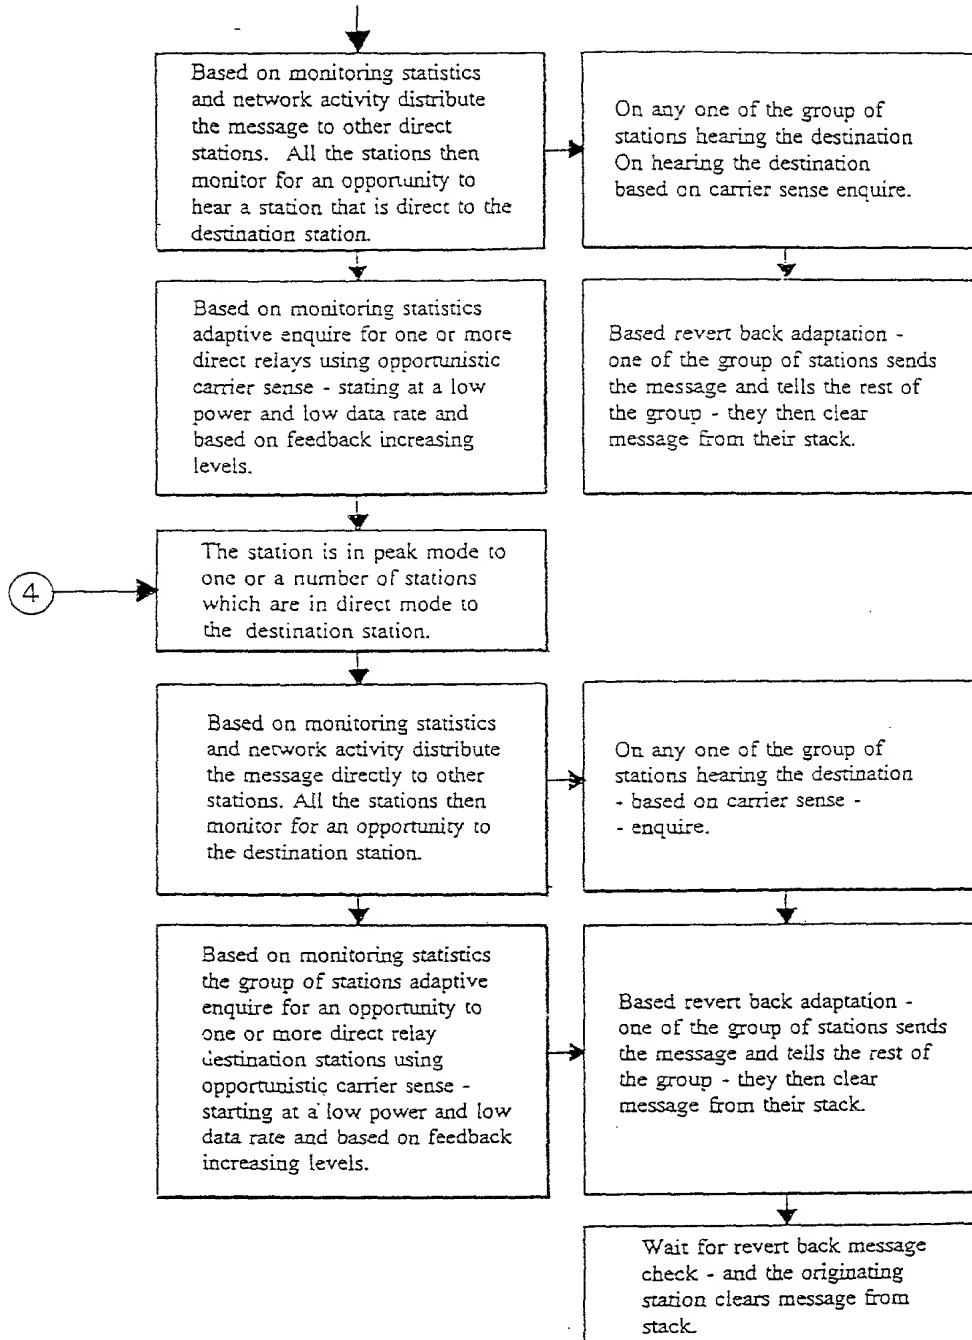 Based on monitoring statistics
and network activity distribute
the message to other direct
stations. All the stations then
monitor for an opportunity to
hear a station that is direct to the
destination station.
On any one of the group of
stations hearing the destination
On hearing the destination
based on carrier sense enquire.
Based on monitoring statistics
adaptive enquire for one or more
direct relays using opportunistic
carrier sense - stating at a low
power and low data rate and
based on feedback increasing
levels.
Based revert back adaptation -
one of the group of stations sends
the message and tells the rest of
the group - they then clear
message from their stack.
The station is in peak mode to
one or a number of stations
which are in direct mode to
the destination station.
4
Based on monitoring statistics
and network activity distribute
the message directly to other
stations. All the stations then
monitor for an opportunity to
the destination station.
On any one of the group of
stations hearing the destination
- based on carrier sense -
- enquire.
Based on monitoring statistics
the group of stations adaptive
enquire for an opportunity to
one or more direct relay
destination stations using
opportunistic carrier sense -
starting at a low power and low
data rate and based on feedback
increasing levels.
Based revert back adaptation -
one of the group of stations sends
the message and tells the rest of
the group - they then clear
message from their stack.
Wait for revert back message
check - and the originating
station clears message from
stack.